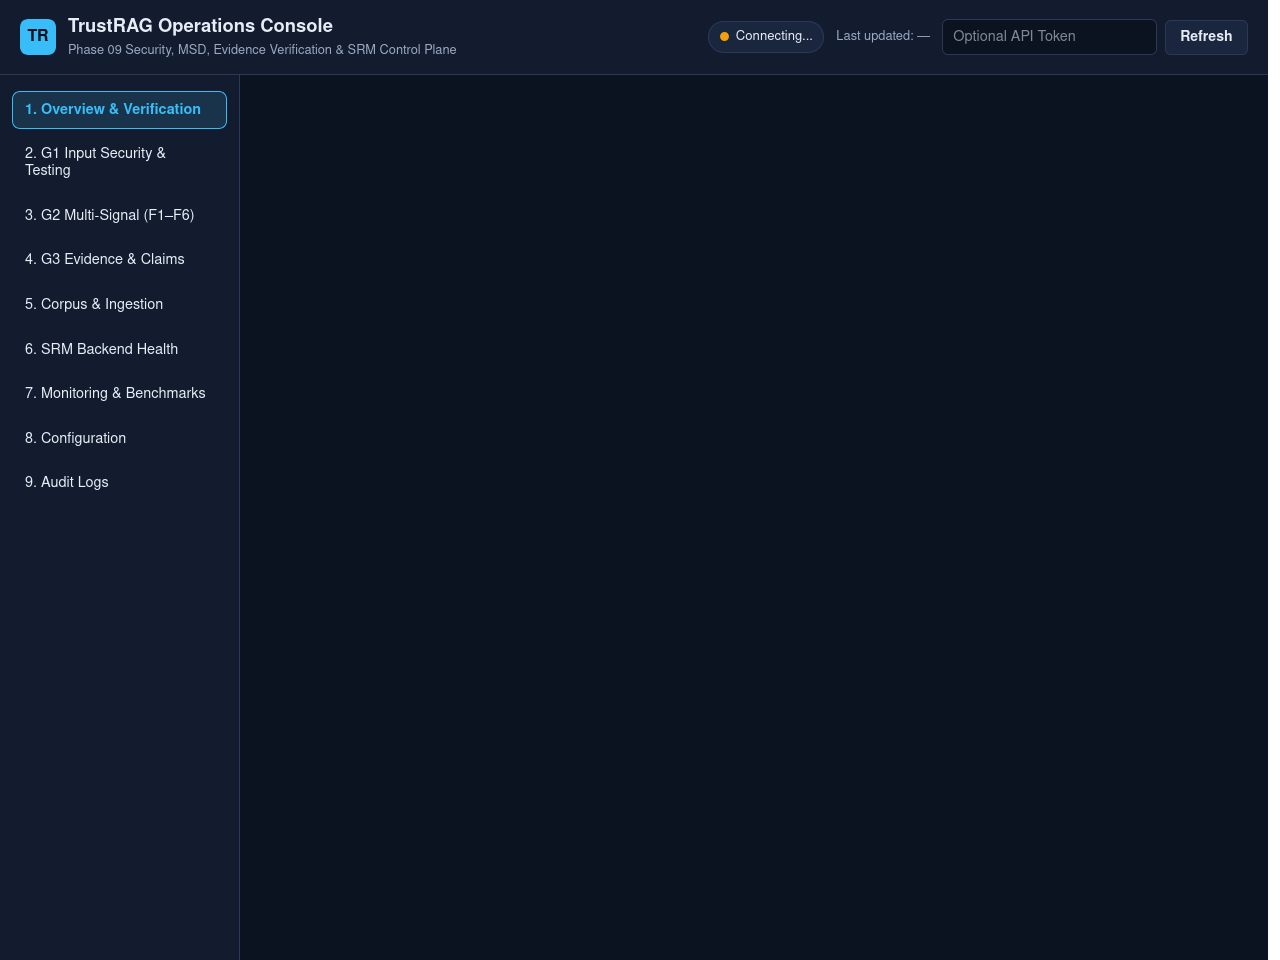 TR
TrustRAG Operations Console
Phase 09 Security, MSD, Evidence Verification & SRM Control Plane
Connecting...
Last updated: —
Optional API Token
Refresh
1. Overview & Verification
2. G1 Input Security &
Testing
3. G2 Multi-Signal (F1–F6)
4. G3 Evidence & Claims
5. Corpus & Ingestion
6. SRM Backend Health
7. Monitoring & Benchmarks
8. Configuration
9. Audit Logs